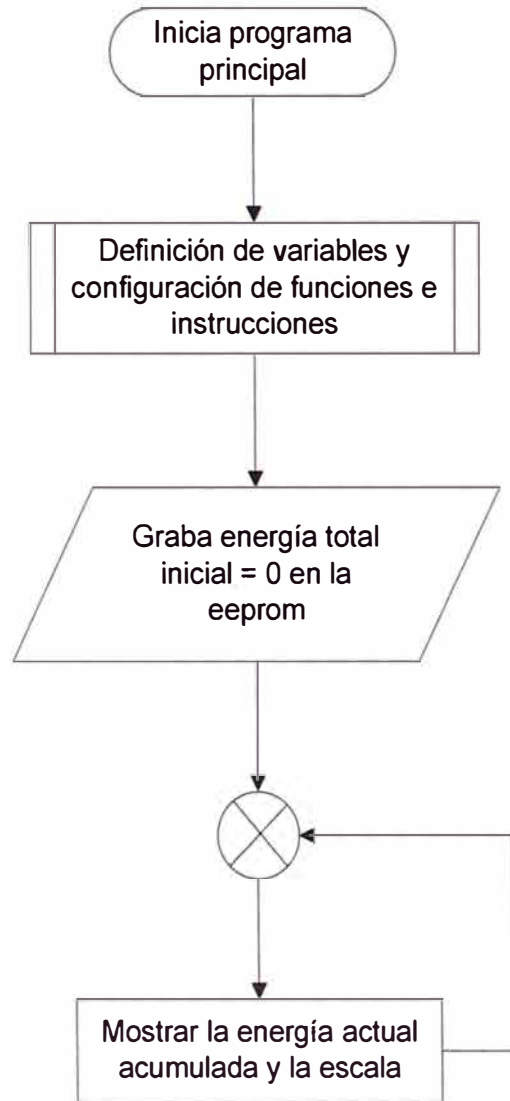 Inicia programa
principal
Definición de variables y
configuración de funciones e
instrucciones
Graba energía total
inicial = 0 en la
eeprom
Mostrar la energía actual
acumulada y la escala